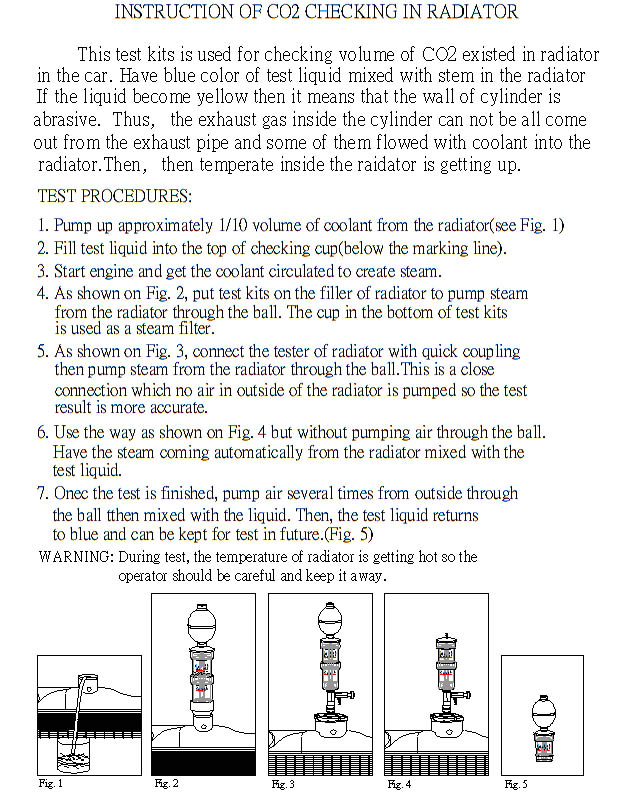 INSTRUCTION OF CO2 CHECKING IN RADIATOR
This test kits is used for checking volume of CO2 existed in radiator
in the car. Have blue color of test liquid mixed with stem in the radiator
If the liquid become yellow then it means that the wall of cylinder is
abrasive. Thus, the exhaust gas inside the cylinder can not be all come
out from the exhaust pipe and some of them flowed with coolant into the
radiator.Then, then temperate inside the raidator is getting up.
TEST PROCEDURES:
1. Pump up approximately 1/10 volume of coolant from the radiator(see Fig. 1)
2. Fill test liquid into the top of checking cup(below the marking line).
3. Start engine and get the coolant circulated to create steam.
4. As shown on Fig. 2, put test kits on the filler of radiator to pump steam
from the radiator through the ball. The cup in the bottom of test kits
is used as a steam filter.
5. As shown on Fig. 3, connect the tester of radiator with quick coupling
then pump steam from the radiator through the ball.This is a close
connection which no air in outside of the radiator is pumped so the test
result is more accurate.
6. Use the way as shown on Fig. 4 but without pumping air through the ball.
Have the steam coming automatically from the radiator mixed with the
test liquid.
7. Onec the test is finished, pump air several times from outside through
the ball tthen mixed with the liquid. Then, the test liquid returns
to blue and can be kept for test in future.(Fig. 5)
WARNING: During test, the temperature of radiator is getting hot so the
operator should be careful and keep it away.
Fig. 1
Fig. 2
Fig. 3
Fig. 4
Fig. 5